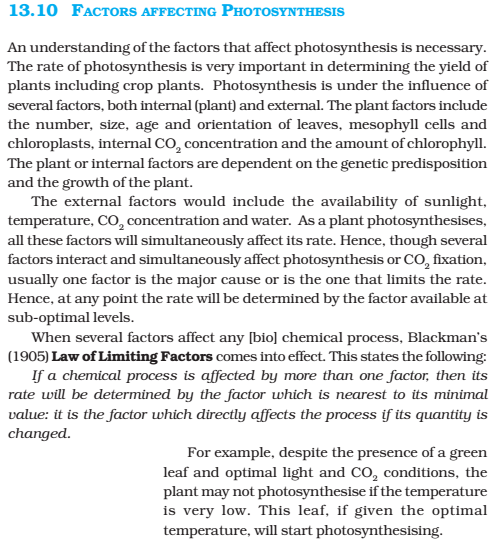 13.10 FACTORS AFFECTING PHOTOSYNTHESIS
An understanding of the factors that affect photosynthesis is necessary.
The rate of photosynthesis is very important in determining the yield of
plants including crop plants. Photosynthesis is under the influence of
several factors, both internal (plant) and external. The plant factors include
the number, size, age and orientation of leaves, mesophyll cells and
chloroplasts, internal CO₂ concentration and the amount of chlorophyll.
The plant or internal factors are dependent on the genetic predisposition
and the growth of the plant.
The external factors would include the availability of sunlight,
temperature, CO₂ concentration and water. As a plant photosynthesises,
all these factors will simultaneously affect its rate. Hence, though several
factors interact and simultaneously affect photosynthesis or CO₂ fixation,
usually one factor is the major cause or is the one that limits the rate.
Hence, at any point the rate will be determined by the factor available at
sub-optimal levels.
When several factors affect any [bio] chemical process, Blackman's
(1905) Law of Limiting Factors comes into effect. This states the following:
If a chemical process is affected by more than one factor, then its
rate will be determined by the factor which is nearest to its minimal
value: it is the factor which directly affects the process if its quantity is
changed.
For example, despite the presence of a green
leaf and optimal light and CO₂ conditions, the
plant may not photosynthesise if the temperature
is very low. This leaf, if given the optimal
temperature, will start photosynthesising.